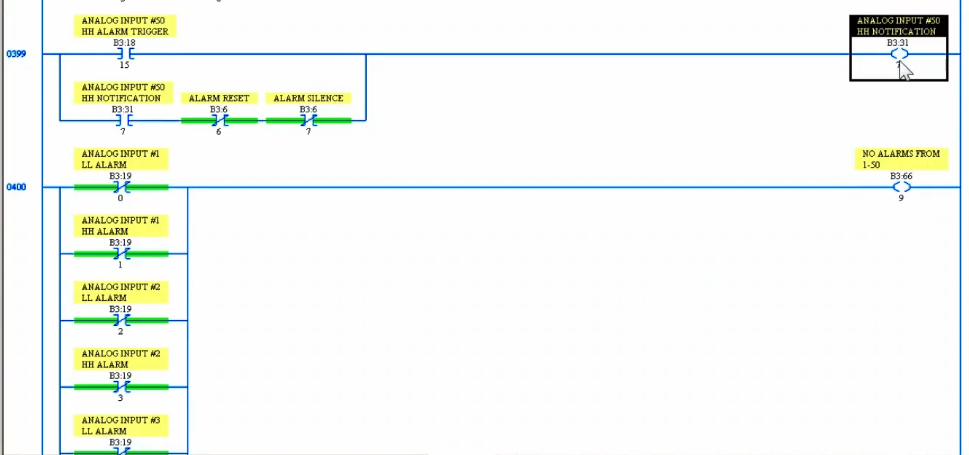 ANALOG INPUT #50
HH ALARM TRIGGER
B3:18
15
ANALOG INPUT #50
HH NOTIFICATION
B3:31
7
0399
ANALOG INPUT #50
HH NOTIFICATION
B3:31
7
ALARM RESET
B3:6
6
ALARM SILENCE
B3:6
7
ANALOG INPUT #1
LL ALARM
B3:19
0
NO ALARMS FROM
1-50
B3:66
9
0400
ANALOG INPUT #1
HH ALARM
B3:19
1
ANALOG INPUT #2
LL ALARM
B3:19
2
ANALOG INPUT #2
HH ALARM
B3:19
3
ANALOG INPUT #3
LL ALARM
B3:19